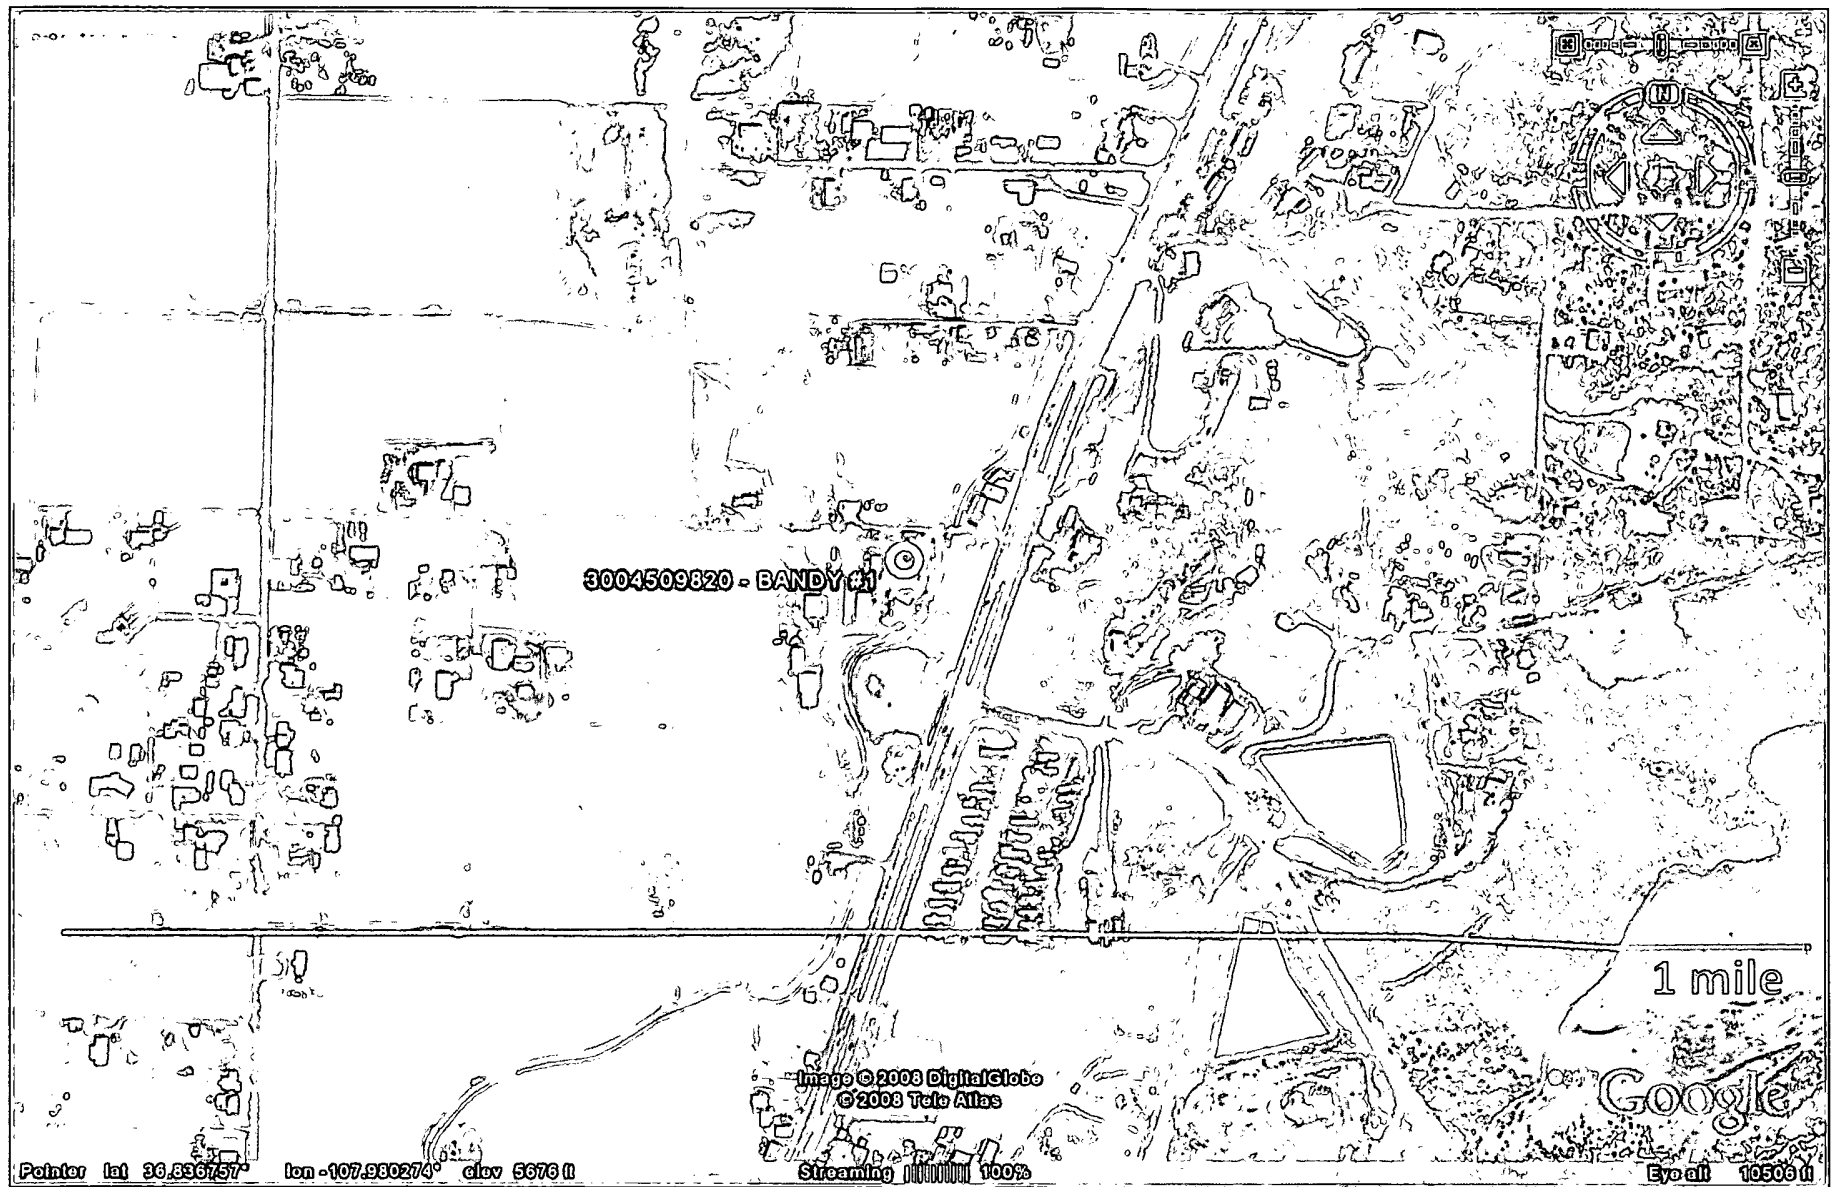 N
3004509820 - BANDY #1
1 mile
Image © 2008 DigitalGlobe
© 2008 Tele Atlas
Google
Pointer lat 36.836757° lon -107.980274° elev 5676 ft Streaming ||||||||| 100% Eye alt 10506 ft